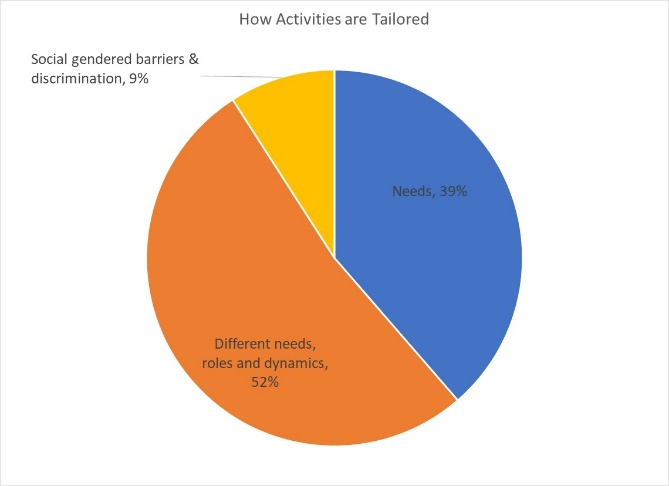 How Activities are Tailored
Social gendered barriers &
discrimination, 9%
Needs, 39%
Different needs,
roles and dynamics,
52%